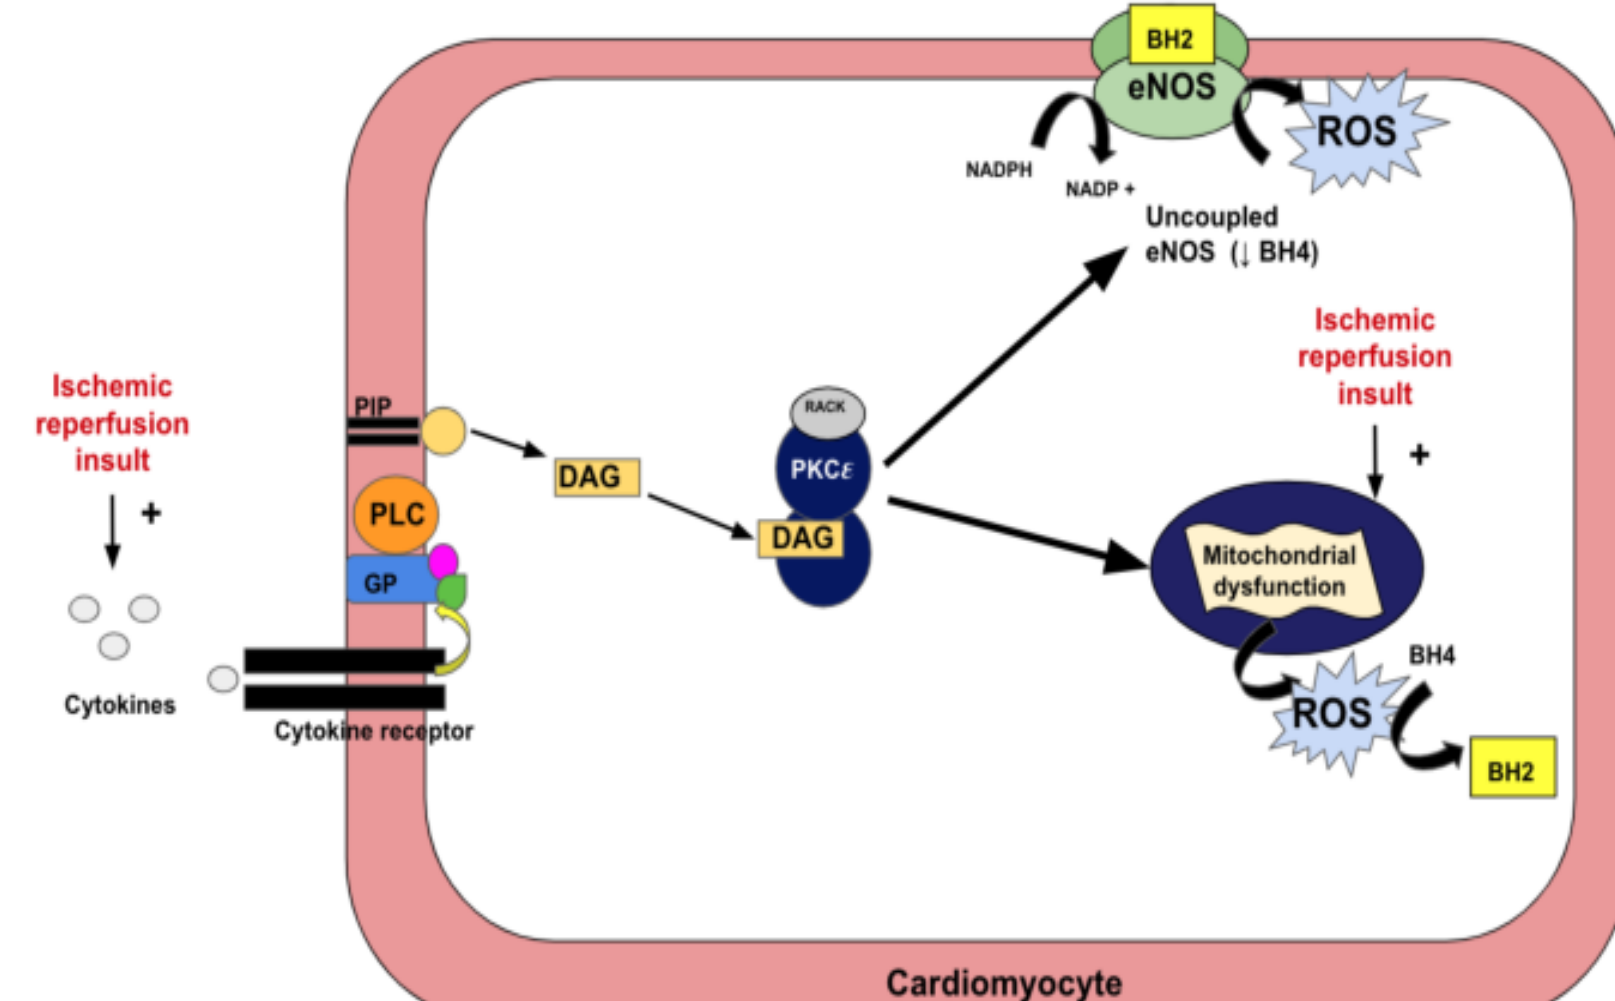 BH2
eNOS
ROS
NADPH
NADP +
Uncoupled
eNOS (↓ BH4)
Ischemic
reperfusion
insult
+
Ischemic
reperfusion
insult
+
Cytokines
PIP
PLC
GP
Cytokine receptor
DAG
RACK
PKCε
DAG
Mitochondrial
dysfunction
ROS
BH4
BH2
Cardiomyocyte